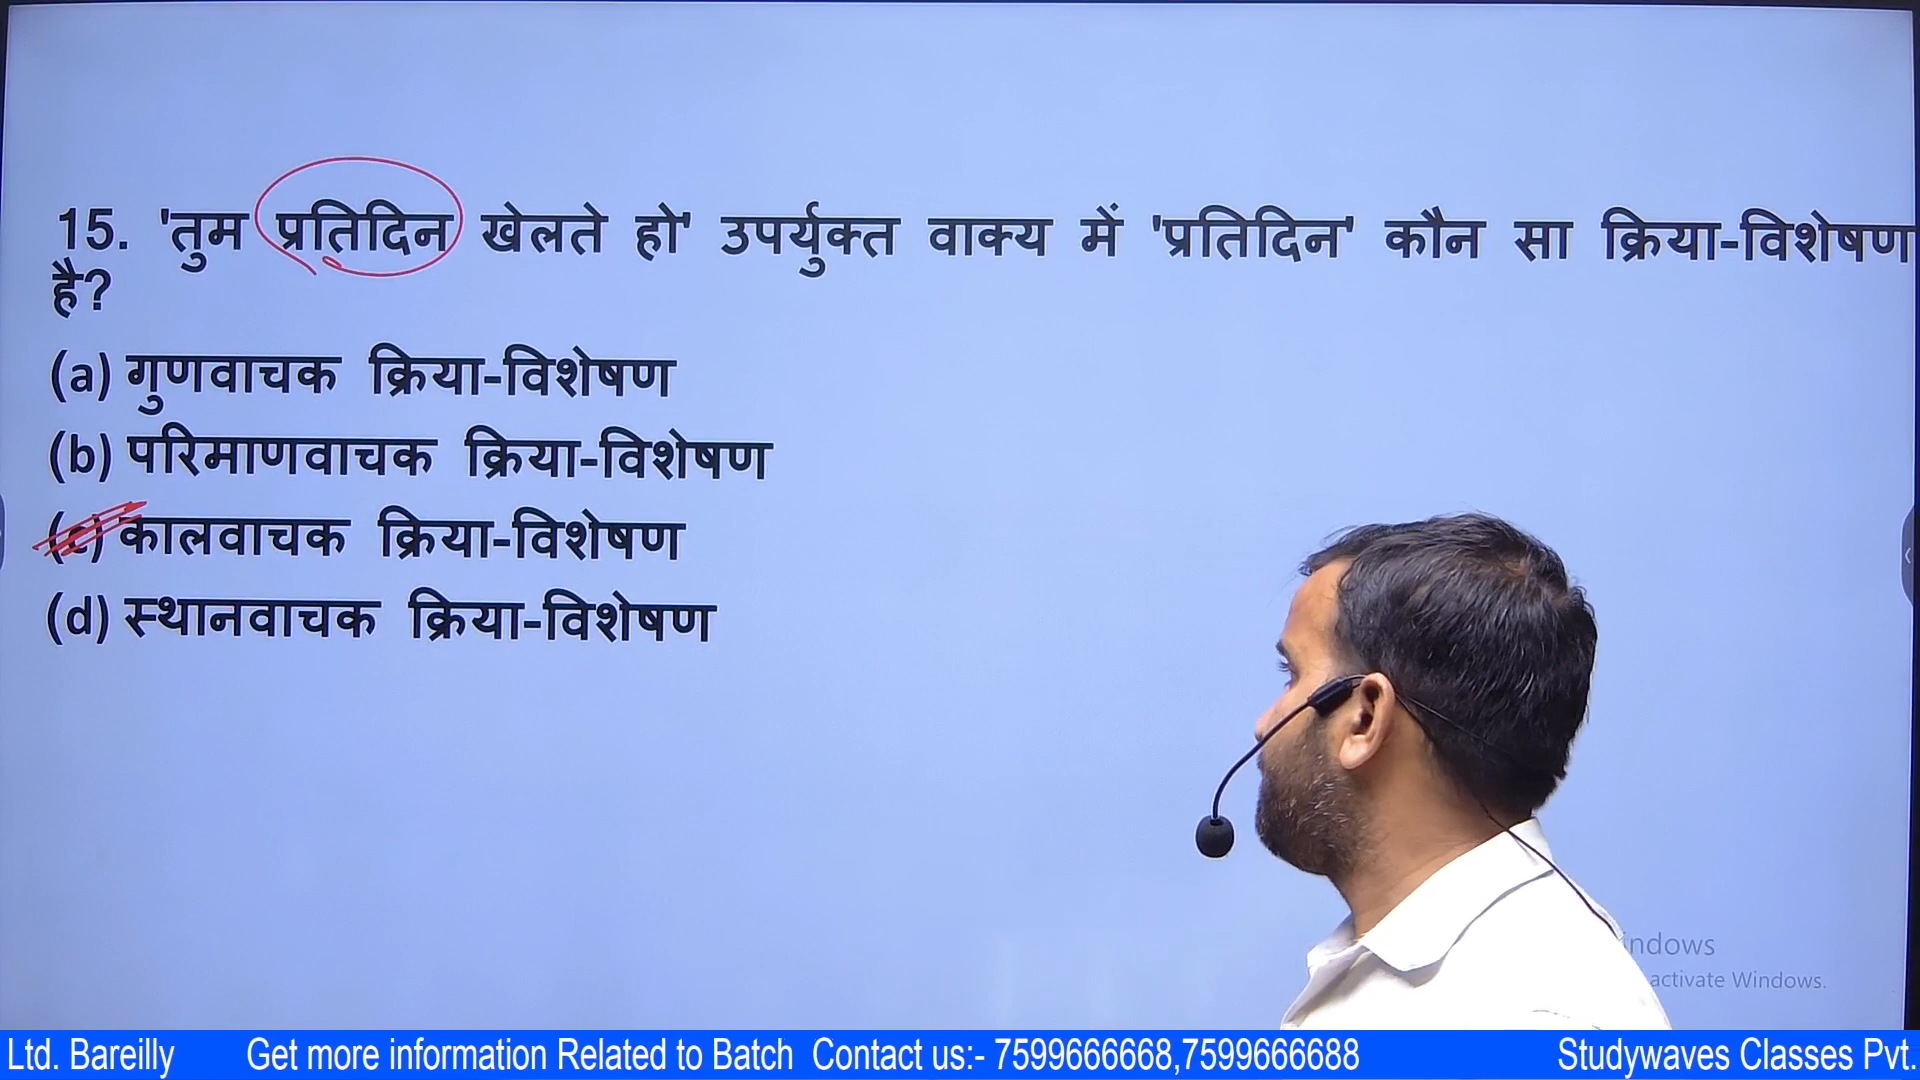 15. 'तुम प्रतिदिन खेलते हो' उपर्युक्त वाक्य में 'प्रतिदिन' कौन सा क्रिया-विशेषण
है?
(a) गुणवाचक क्रिया-विशेषण
(b) परिमाणवाचक क्रिया-विशेषण
(c) कालवाचक क्रिया-विशेषण
(d) स्थानवाचक क्रिया-विशेषण
indows
activate Windows.
Ltd. Bareilly Get more information Related to Batch Contact us:- 7599666668,7599666688 Studywaves Classes Pvt.